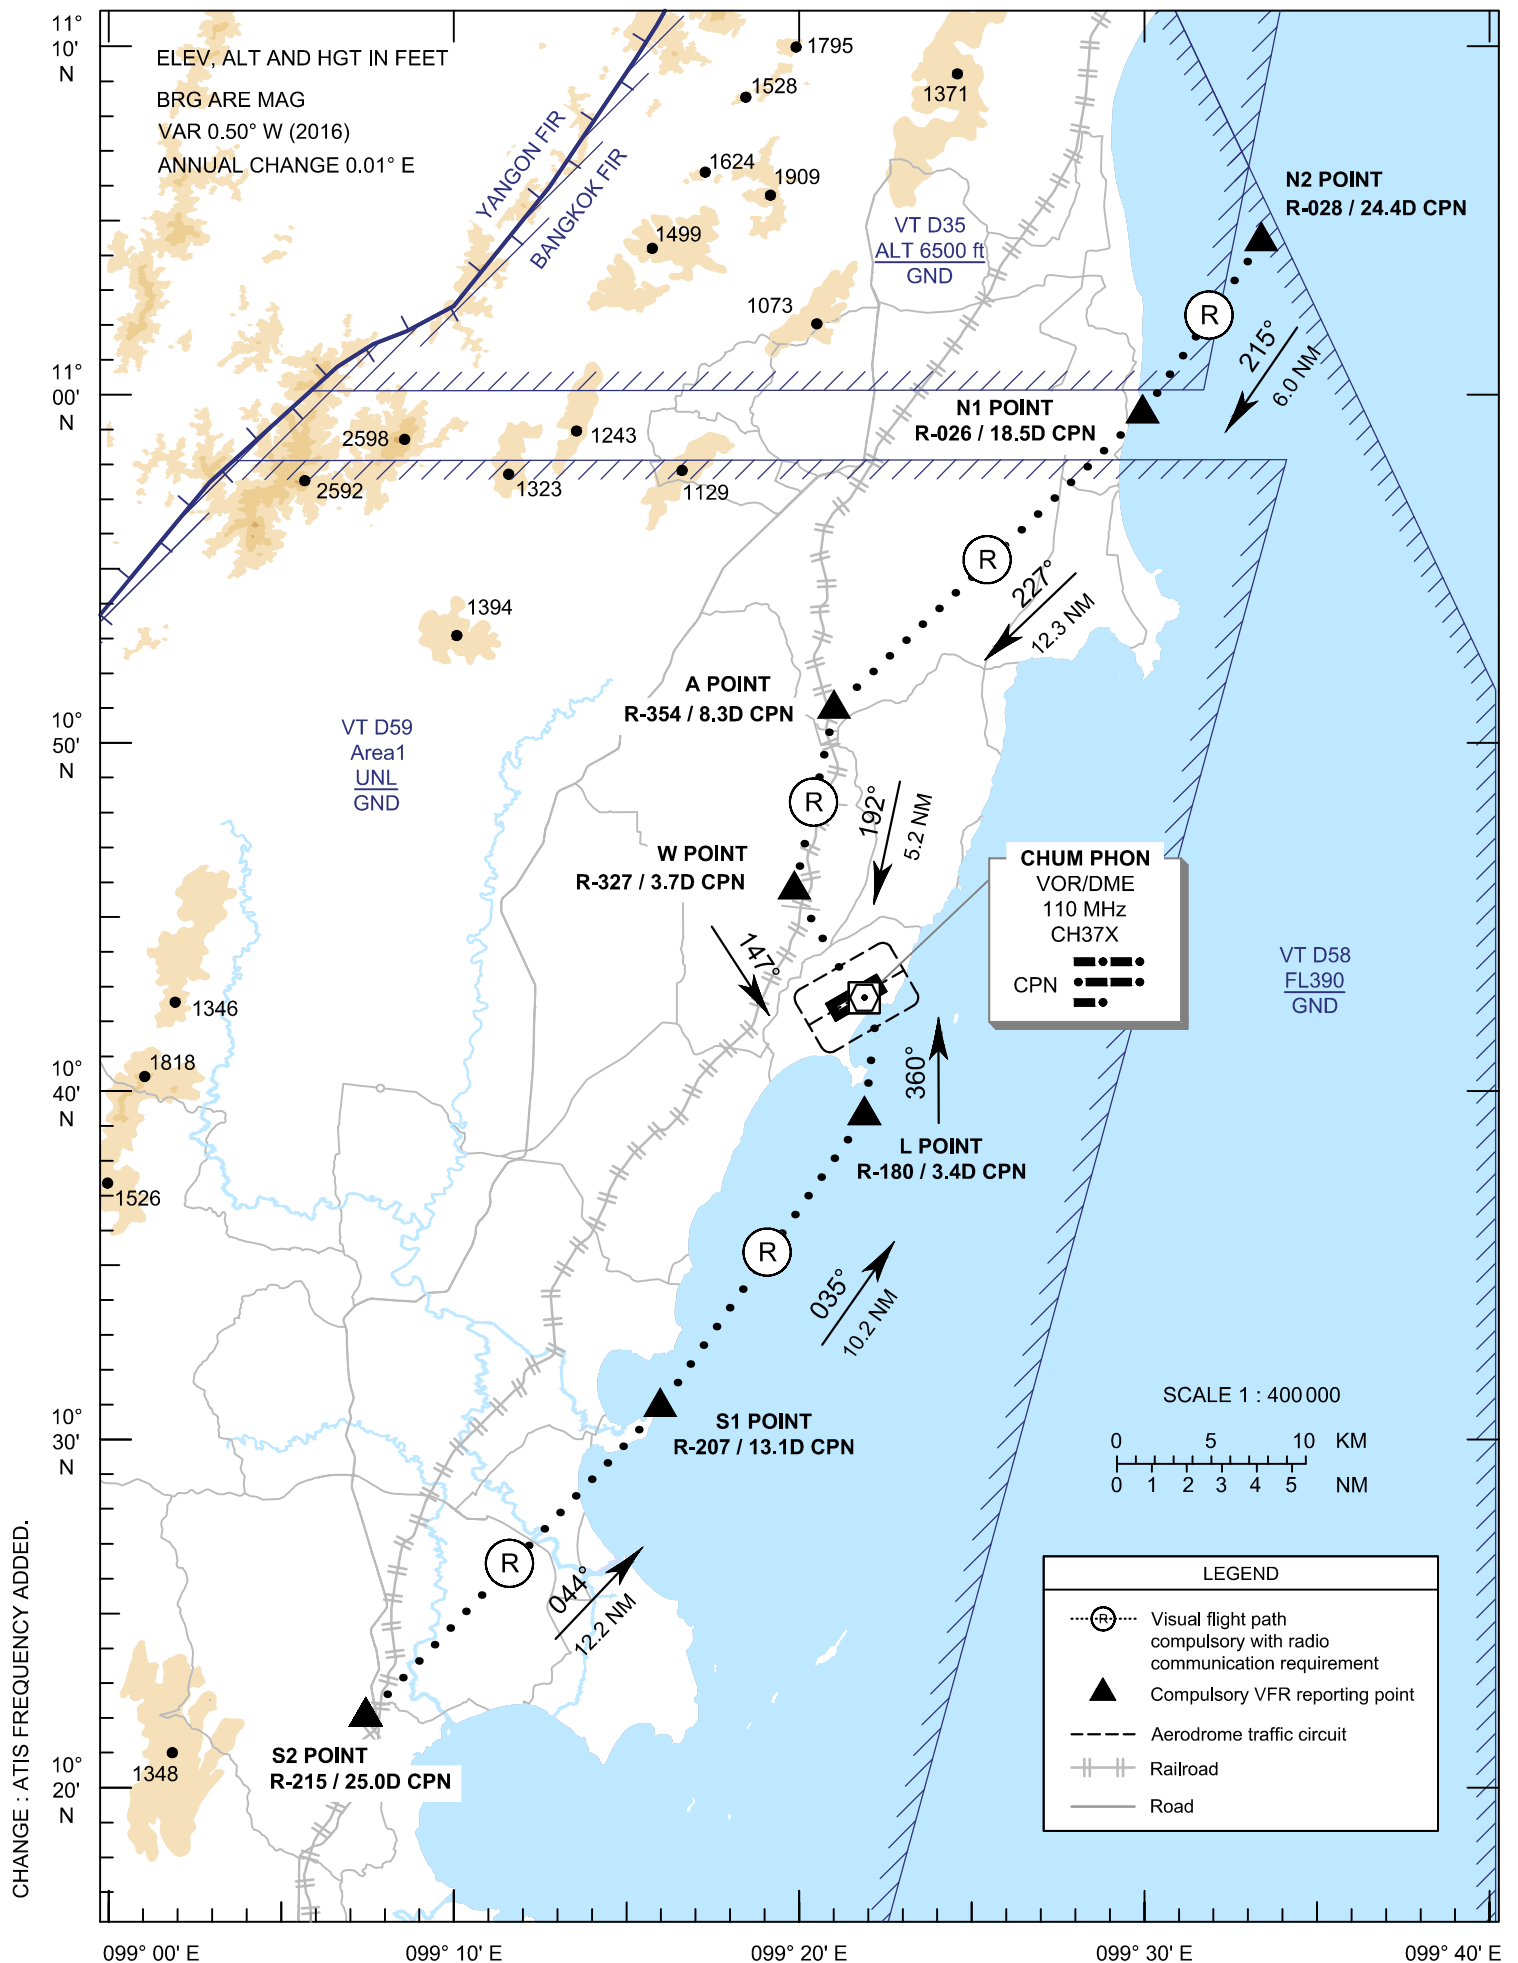 11°
10'
N
ELEV, ALT AND HGT IN FEET
BRG ARE MAG
VAR 0.50° W (2016)
ANNUAL CHANGE 0.01° E
1795
1528
1371
1624
1909
YANGON FIR
BANGKOK FIR
1499
1073
VT D35
ALT 6500 ft
GND
N2 POINT
R-028 / 24.4D CPN
R
215°
6.0 NM
11°
00'
N
N1 POINT
R-026 / 18.5D CPN
2598
1243
2592
1323
1129
R
227°
12.3 NM
1394
A POINT
R-354 / 8.3D CPN
10°
50'
N
VT D59
Area1
UNL
GND
R
192°
5.2 NM
W POINT
R-327 / 3.7D CPN
147°
CHUM PHON
VOR/DME
110 MHz
CH37X
CPN
VT D58
FL390
GND
1346
1818
10°
40'
N
360°
L POINT
R-180 / 3.4D CPN
1526
R
035°
10.2 NM
S1 POINT
R-207 / 13.1D CPN
10°
30'
N
SCALE 1 : 400 000
0 5 10 KM
0 1 2 3 4 5 NM
R
044°
12.2 NM
LEGEND
R
Visual flight path
compulsory with radio
communication requirement
Compulsory VFR reporting point
Aerodrome traffic circuit
Railroad
Road
S2 POINT
R-215 / 25.0D CPN
1348
10°
20'
N
CHANGE : ATIS FREQUENCY ADDED.
099° 00' E
099° 10' E
099° 20' E
099° 30' E
099° 40' E